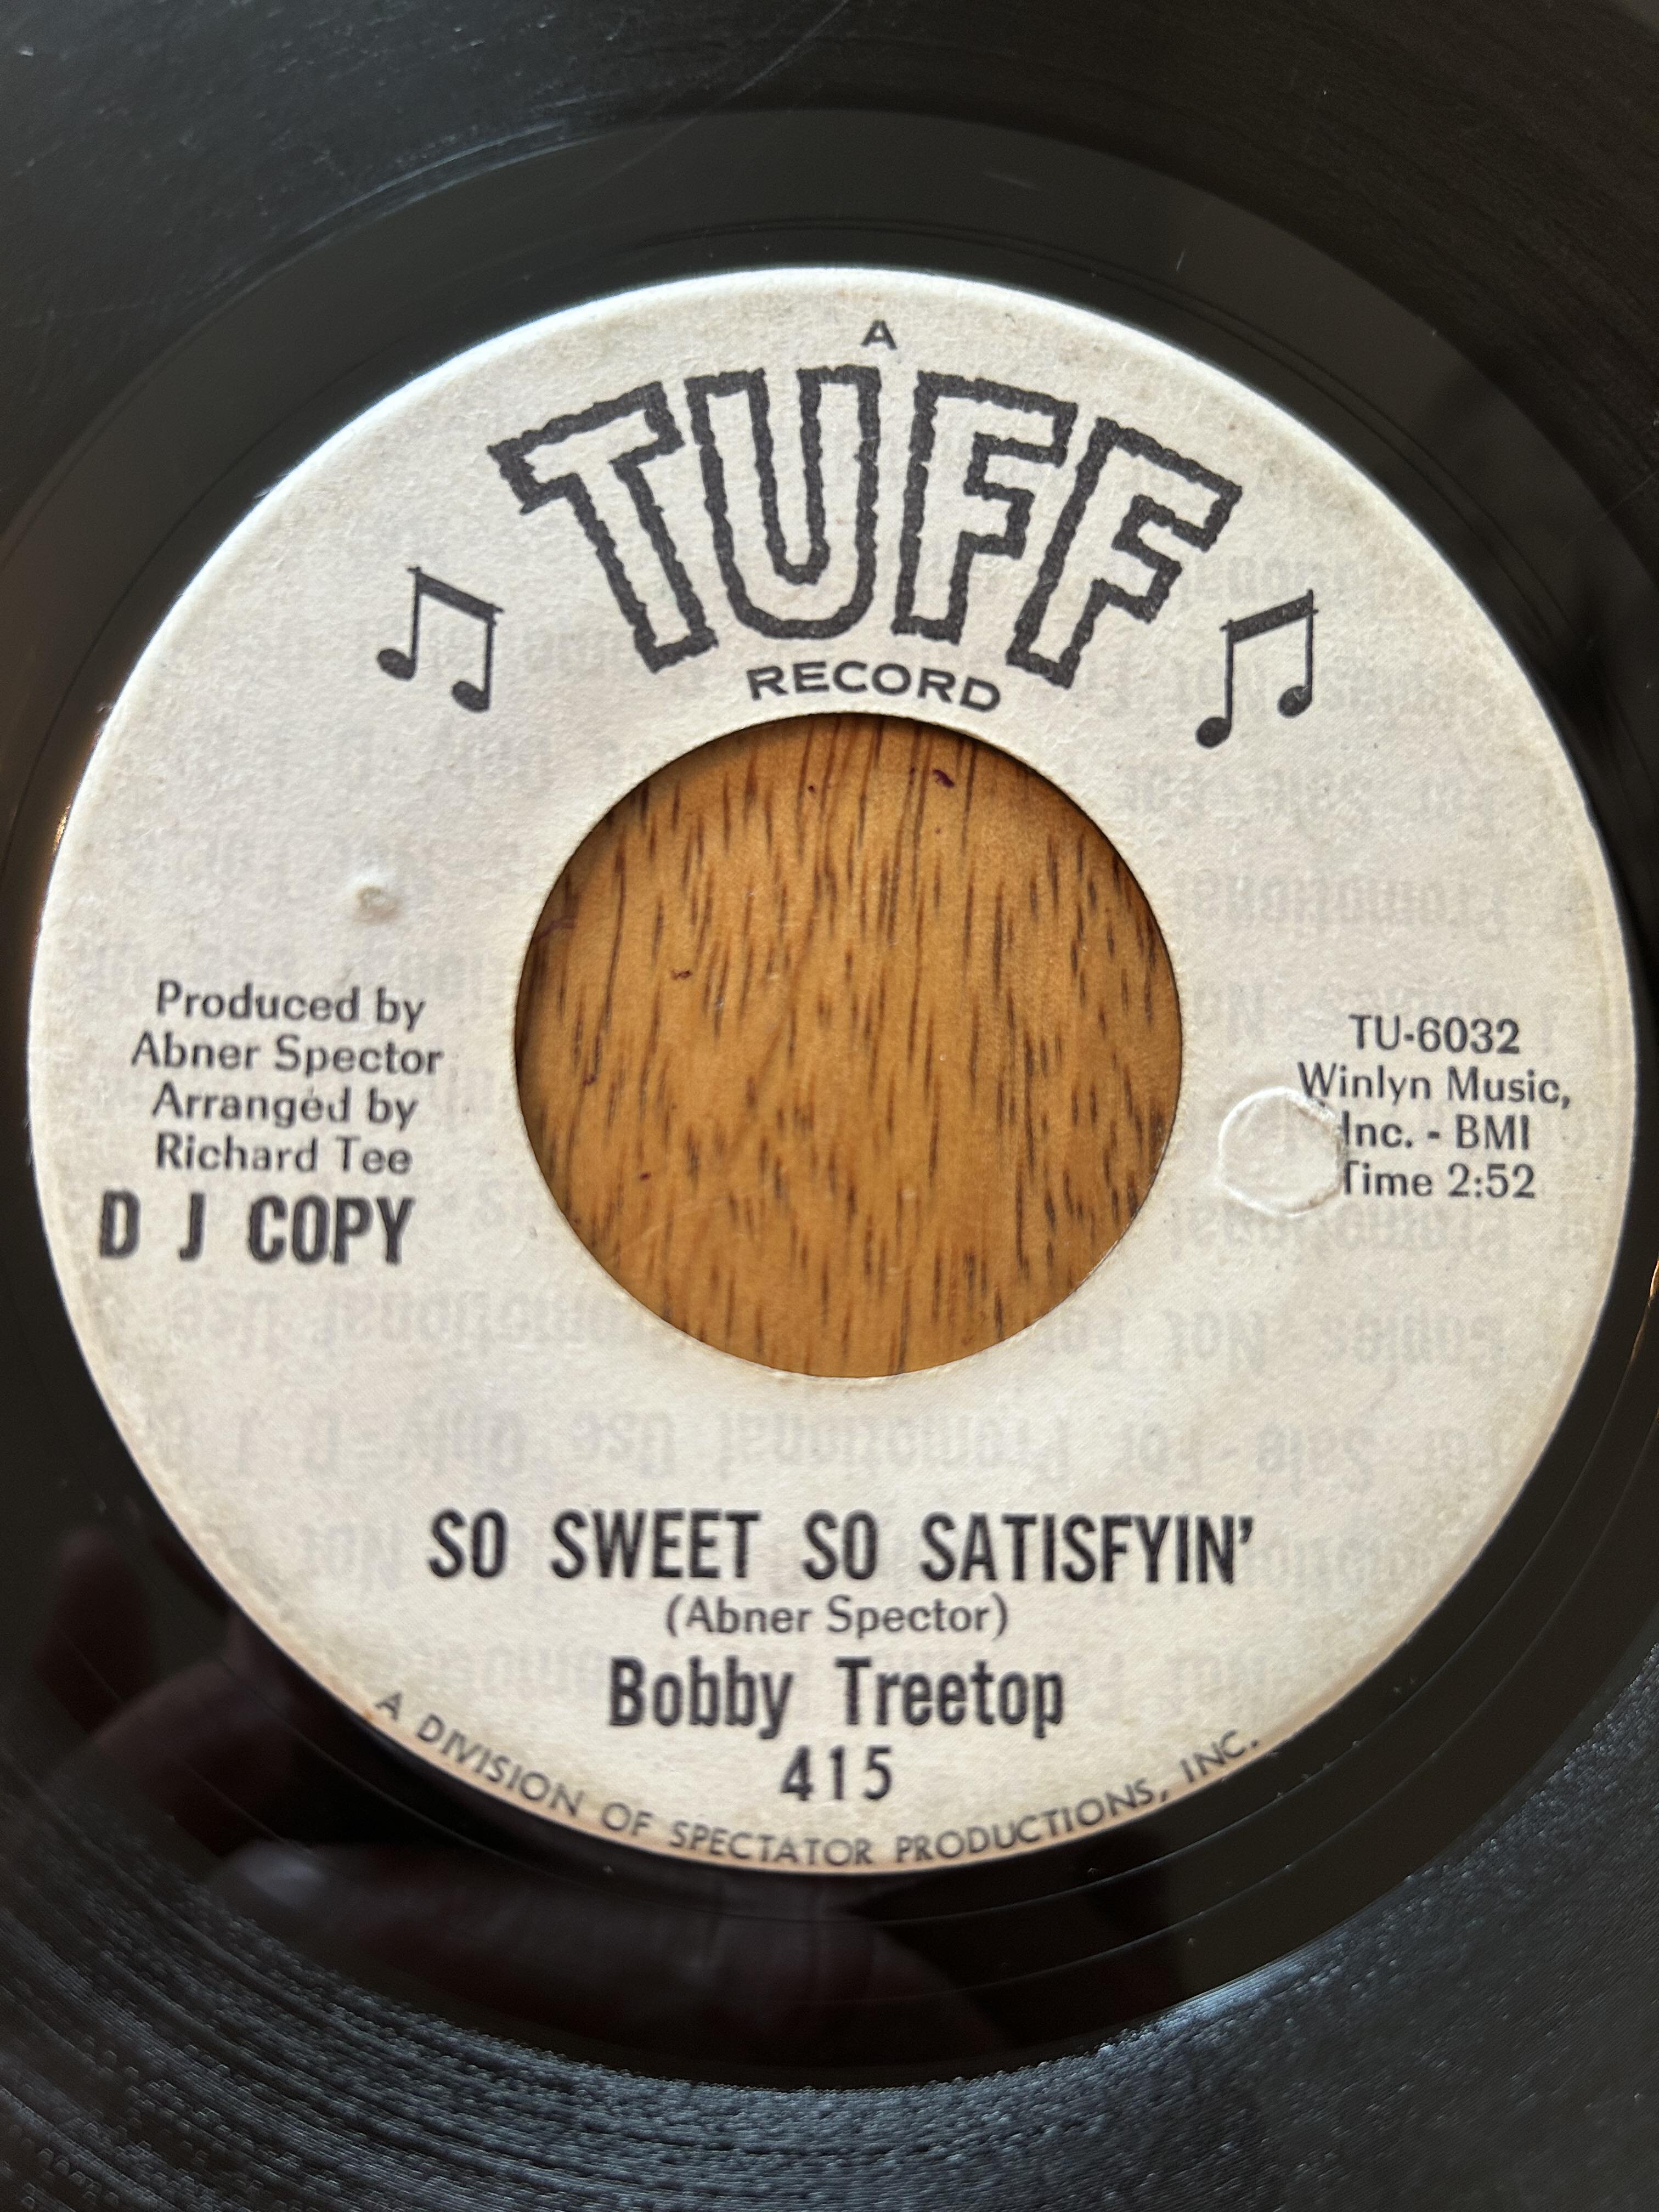 A
TUFF
RECORD
Produced by
Abner Spector
Arranged by
Richard Tee
D J COPY
TU-6032
Winlyn Music,
Inc. - BMI
Time 2:52
SO SWEET SO SATISFYIN'
(Abner Spector)
Bobby Treetop
415
A DIVISION OF SPECTATOR PRODUCTIONS, INC.